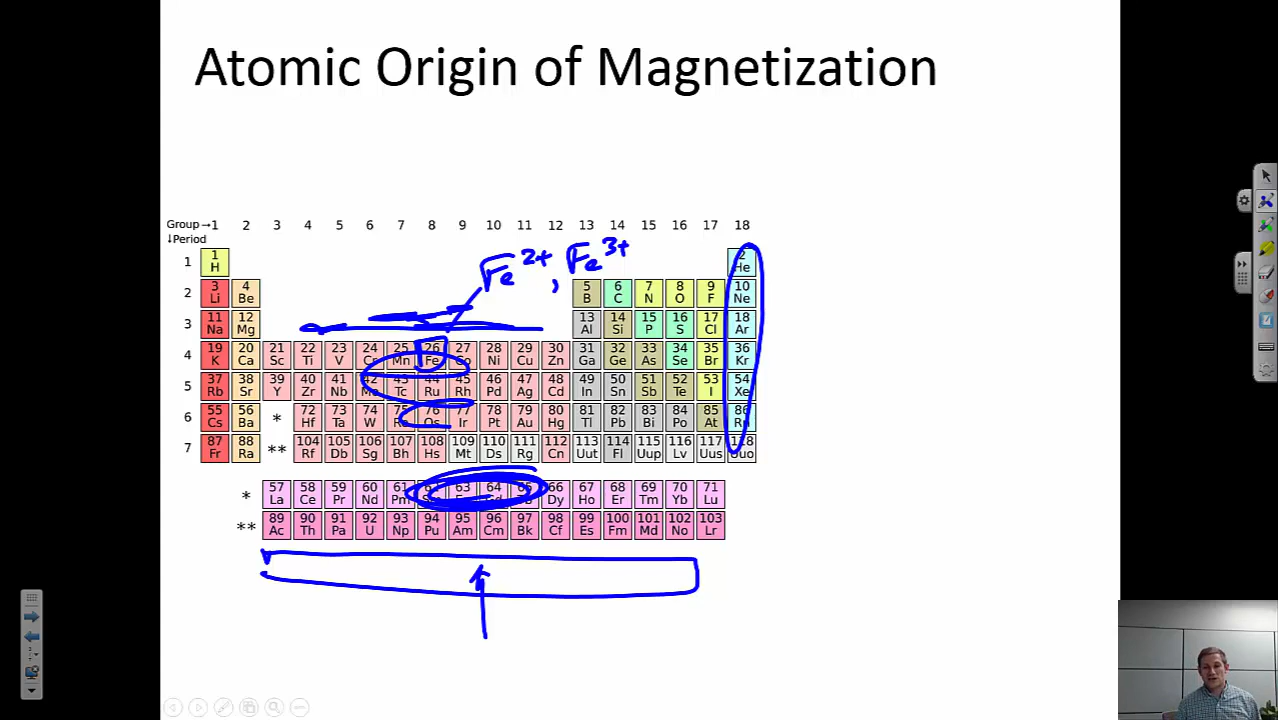 Atomic Origin of Magnetization
Group →1 2 3 4 5 6 7 8 9 10 11 12 13 14 15 16 17 18
↓Period
Fe 2+ , Fe 3+
1 1 2
H He
2 3 4 5 6 7 8 9 10
Li Be B C N O F Ne
3 11 12 13 14 15 16 17 18
Na Mg Al Si P S Cl Ar
4 19 20 21 22 23 24 25 26 27 28 29 30 31 32 33 34 35 36
K Ca Sc Ti V Cr Mn Fe Co Ni Cu Zn Ga Ge As Se Br Kr
5 37 38 39 40 41 42 43 44 45 46 47 48 49 50 51 52 53 54
Rb Sr Y Zr Nb Mo Tc Ru Rh Pd Ag Cd In Sn Sb Te I Xe
6 55 56 * 72 73 74 75 76 77 78 79 80 81 82 83 84 85 86
Cs Ba Hf Ta W Re Os Ir Pt Au Hg Tl Pb Bi Po At Rn
7 87 88 ** 104 105 106 107 108 109 110 111 112 113 114 115 116 117 118
Fr Ra Rf Db Sg Bh Hs Mt Ds Rg Cn Uut Fl Uup Lv Uus Uuo
* 57 58 59 60 61 63 64 65 66 67 68 69 70 71
La Ce Pr Nd Pm Dy Ho Er Tm Yb Lu
** 89 90 91 92 93 94 95 96 97 98 99 100 101 102 103
Ac Th Pa U Np Pu Am Cm Bk Cf Es Fm Md No Lr